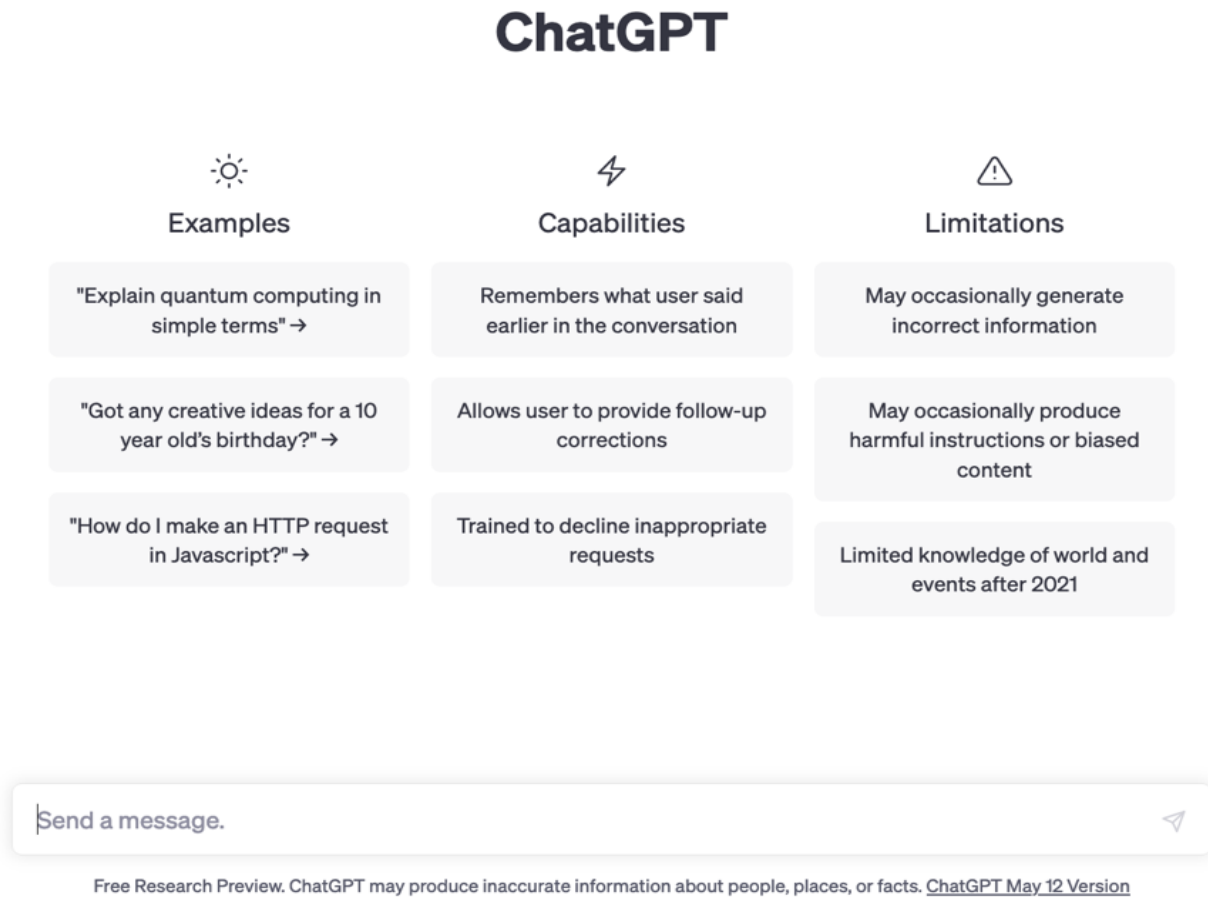 ChatGPT
Examples
"Explain quantum computing in
simple terms" →
"Got any creative ideas for a 10
year old’s birthday?" →
"How do I make an HTTP request
in Javascript?" →
Capabilities
Remembers what user said
earlier in the conversation
Allows user to provide follow-up
corrections
Trained to decline inappropriate
requests
Limitations
May occasionally generate
incorrect information
May occasionally produce
harmful instructions or biased
content
Limited knowledge of world and
events after 2021
Send a message.
Free Research Preview. ChatGPT may produce inaccurate information about people, places, or facts. ChatGPT May 12 Version